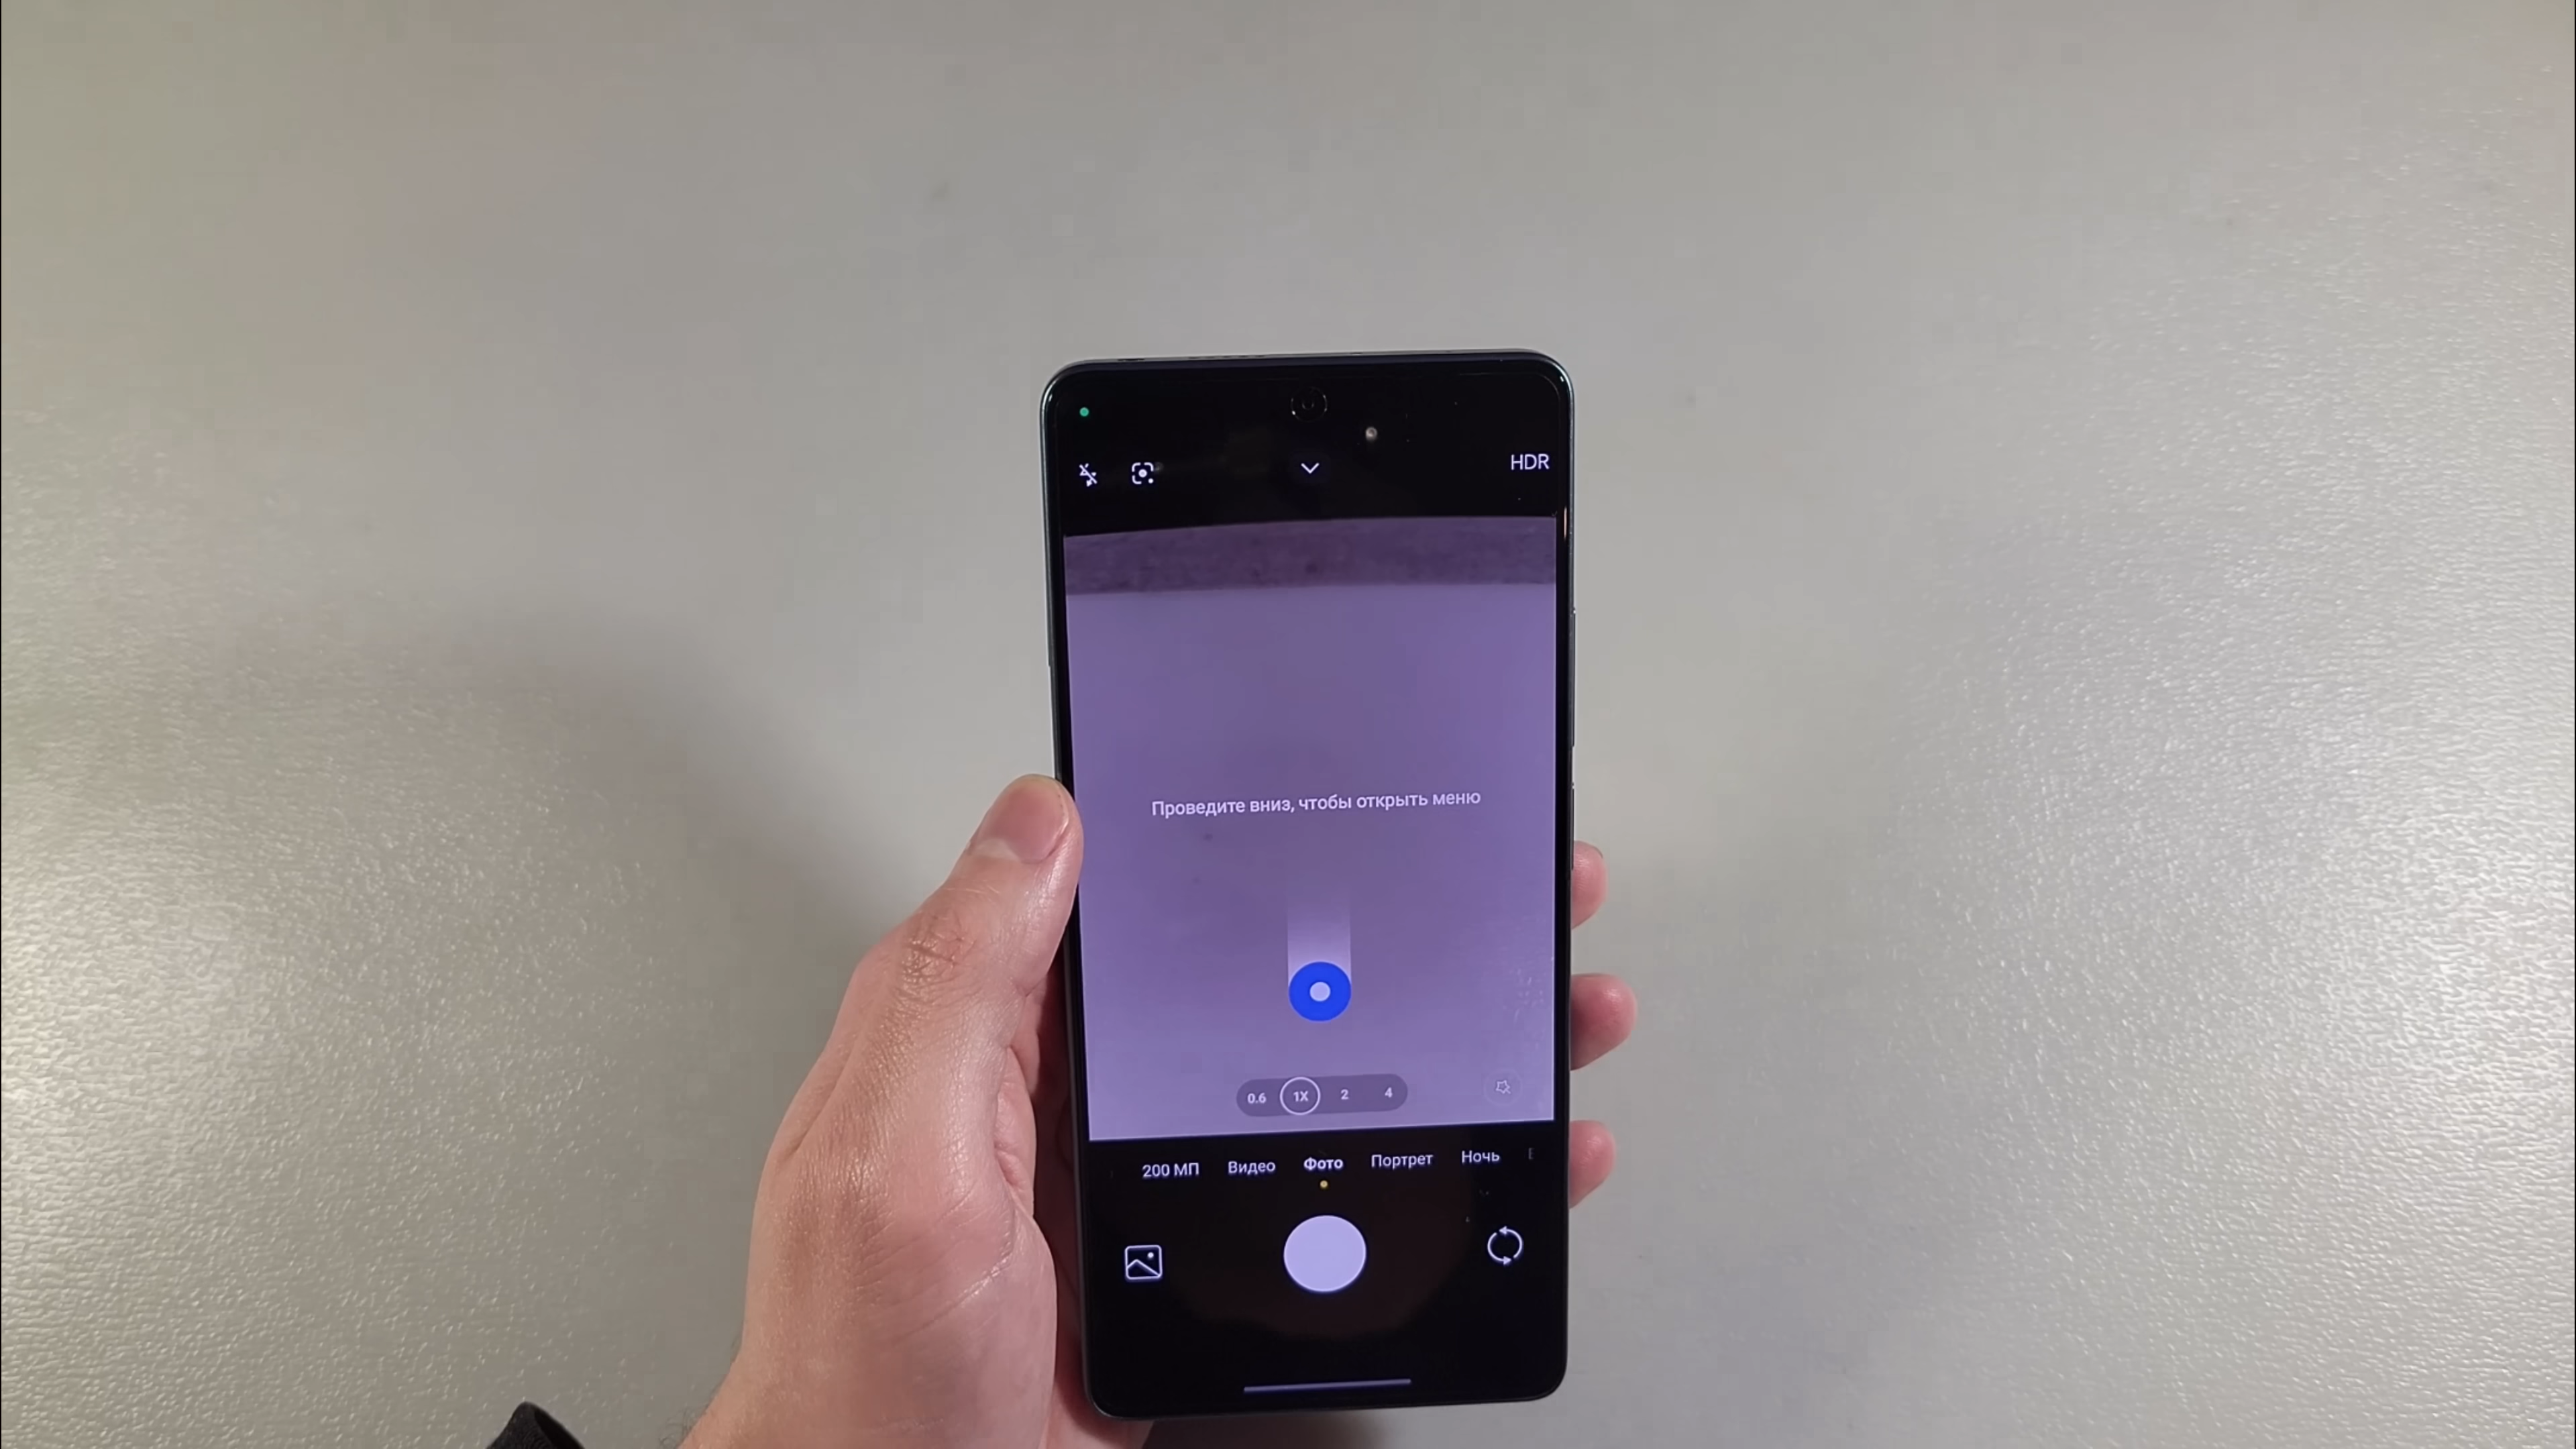 HDR
Проведите вниз, чтобы открыть меню
0.6 1X 2 4
200 МП Видео Фото Портрет Ночь